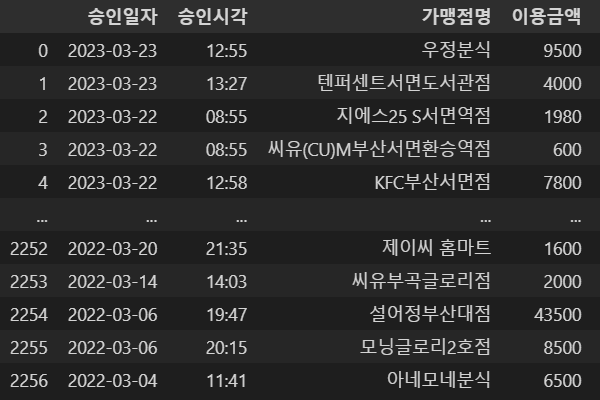 승인일자 승인시각 가맹점명 이용금액
0 2023-03-23 12:55 우정분식 9500
1 2023-03-23 13:27 텐퍼센트서면도서관점 4000
2 2023-03-22 08:55 지에스25 S서면역점 1980
3 2023-03-22 08:55 씨유(CU)M부산서면환승역점 600
4 2023-03-22 12:58 KFC부산서면점 7800
... ... ... ... ...
2252 2022-03-20 21:35 제이씨 홈마트 1600
2253 2022-03-14 14:03 씨유부곡글로리점 2000
2254 2022-03-06 19:47 설어정부산대점 43500
2255 2022-03-06 20:15 모닝글로리2호점 8500
2256 2022-03-04 11:41 아네모네분식 6500